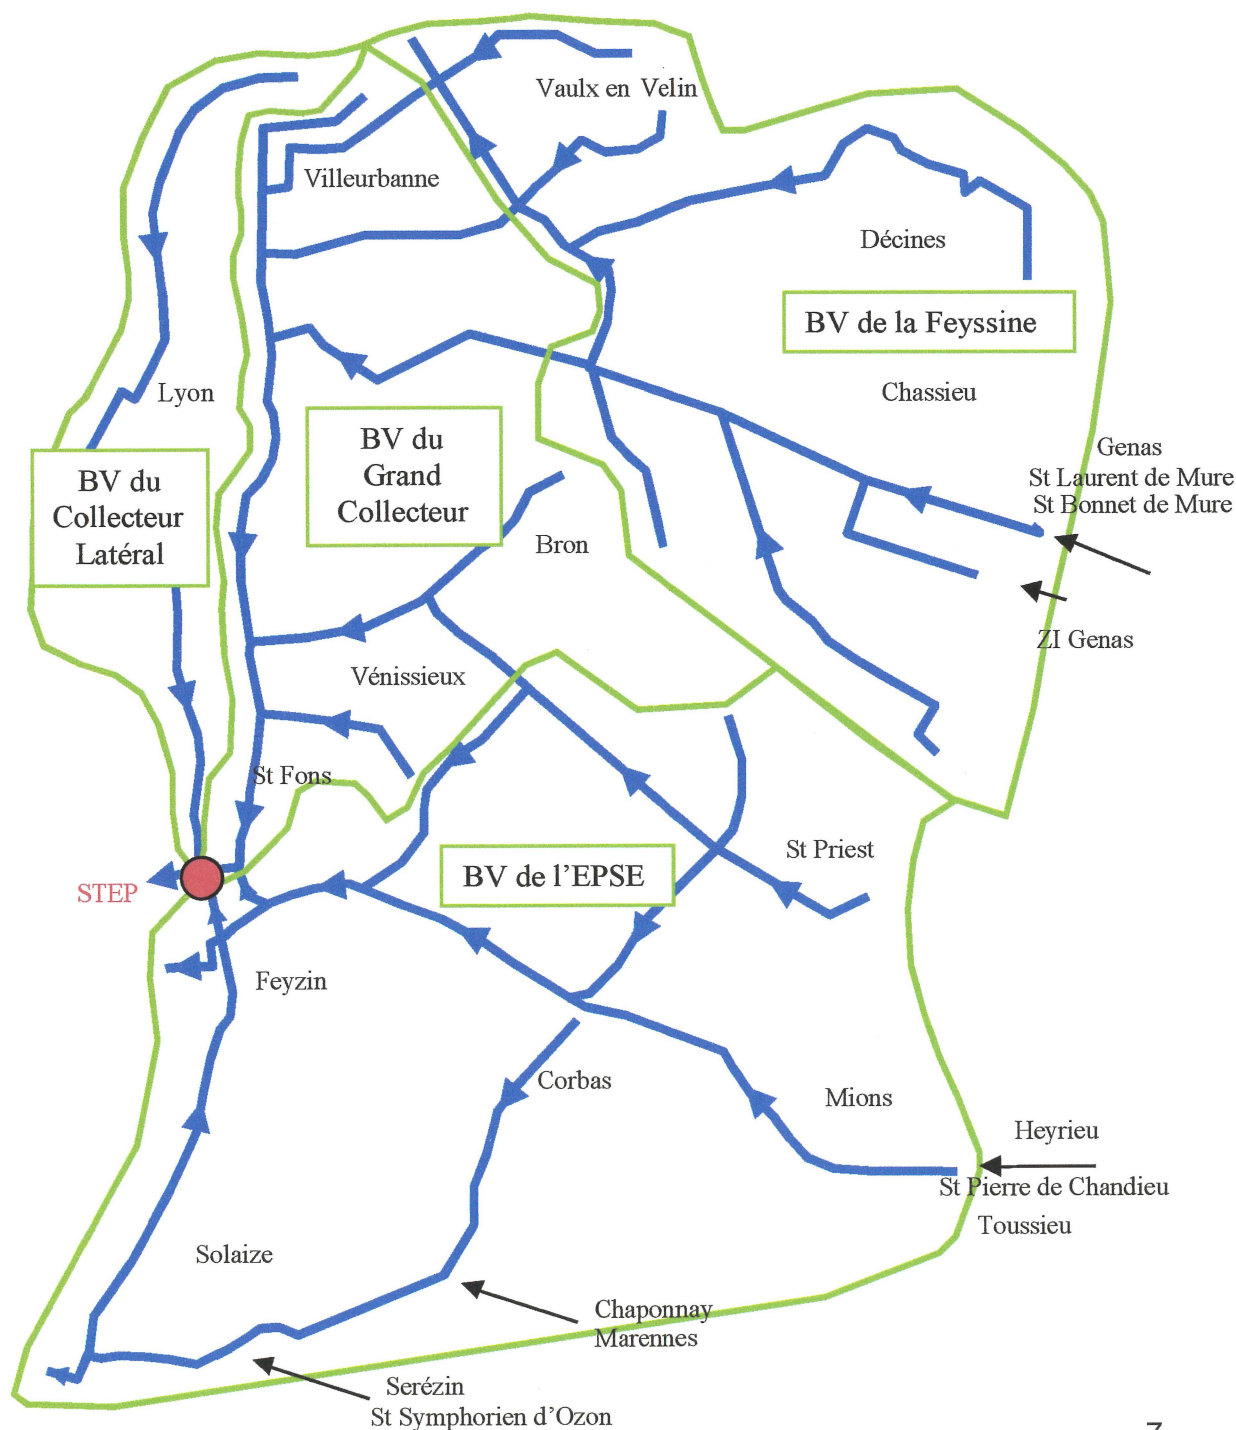 Vaulx en Velin
Villeurbanne
Décines
BV de la Feyssine
Chassieu
Lyon
BV du
Grand
Collecteur
Genas
St Laurent de Mure
St Bonnet de Mure
BV du
Collecteur
Latéral
Bron
ZI Genas
Vénissieux
St Fons
St Priest
BV de l'EPSE
STEP
Feyzin
Corbas
Mions
Heyrieu
St Pierre de Chandieu
Toussieu
Solaize
Chaponnay
Marennes
Serézin
St Symphorien d'Ozon